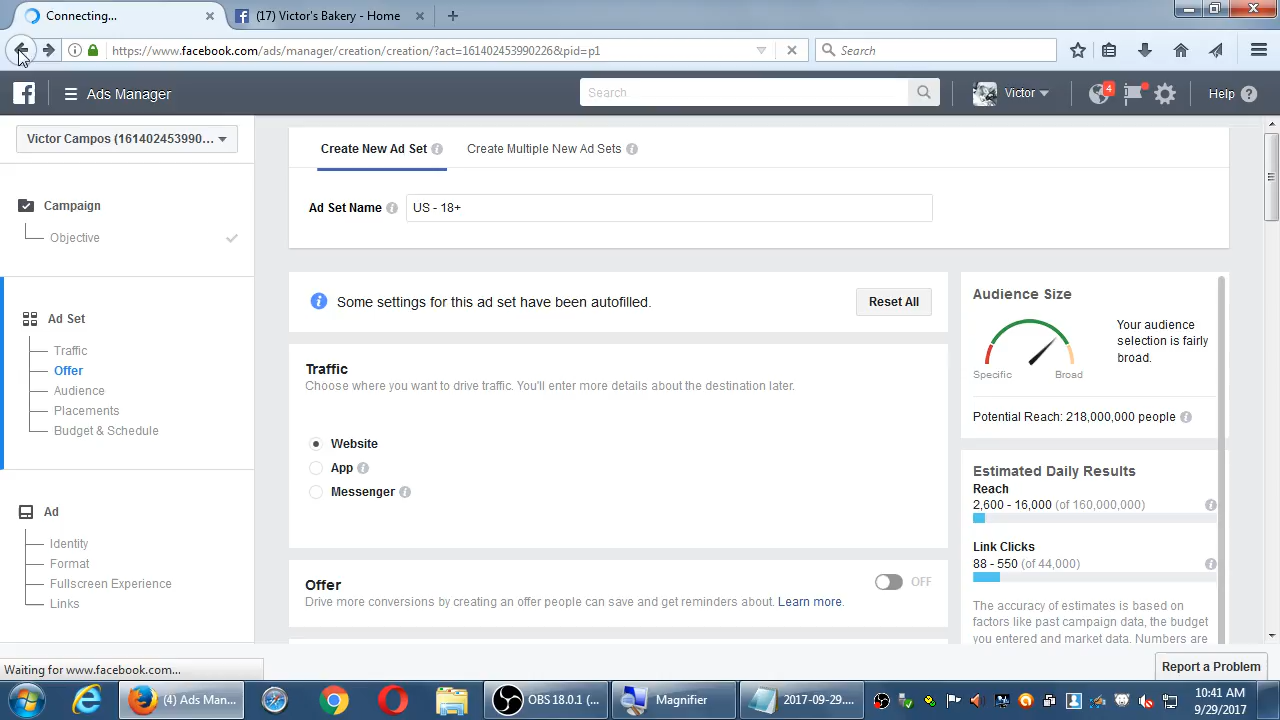 Connecting...
(17) Victor's Bakery - Home
https://www.facebook.com/ads/manager/creation/creation/?act=161402453990226&pid=p1
Search
Ads Manager
Search
Victor
4
Help
Victor Campos (161402453990...
Campaign
Objective
Ad Set
Traffic
Offer
Audience
Placements
Budget & Schedule
Ad
Identity
Format
Fullscreen Experience
Links
Create New Ad Set
Create Multiple New Ad Sets
Ad Set Name
US - 18+
Some settings for this ad set have been autofilled.
Reset All
Traffic
Choose where you want to drive traffic. You'll enter more details about the destination later.
Website
App
Messenger
Offer
OFF
Drive more conversions by creating an offer people can save and get reminders about. Learn more.
Audience Size
Your audience
selection is fairly
broad.
Specific
Broad
Potential Reach: 218,000,000 people
Estimated Daily Results
Reach
2,600 - 16,000 (of 160,000,000)
Link Clicks
88 - 550 (of 44,000)
The accuracy of estimates is based on
factors like past campaign data, the budget
you entered and market data. Numbers are
Waiting for www.facebook.com...
Report a Problem
(4) Ads Man...
OBS 18.0.1 (...
Magnifier
2017-09-29....
10:41 AM
9/29/2017